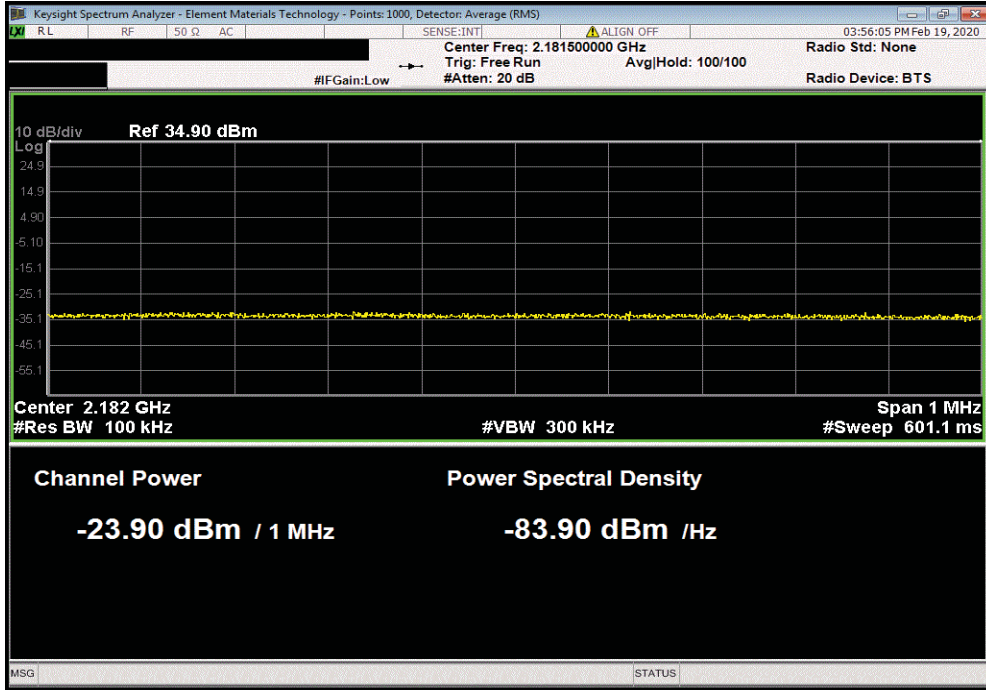 Keysight Spectrum Analyzer - Element Materials Technology - Points: 1000, Detector: Average (RMS)
LXI RL RF 50 Ω AC SENSE:INT ALIGN OFF 03:56:05 PM Feb 19, 2020
Center Freq: 2.181500000 GHz Radio Std: None
Trig: Free Run Avg|Hold: 100/100
#IFGain:Low #Atten: 20 dB Radio Device: BTS
10 dB/div Ref 34.90 dBm
Log
24.9
14.9
4.90
-5.10
-15.1
-25.1
-35.1
-45.1
-55.1
Center 2.182 GHz Span 1 MHz
#Res BW 100 kHz #VBW 300 kHz #Sweep 601.1 ms
Channel Power Power Spectral Density
-23.90 dBm / 1 MHz -83.90 dBm /Hz
MSG STATUS